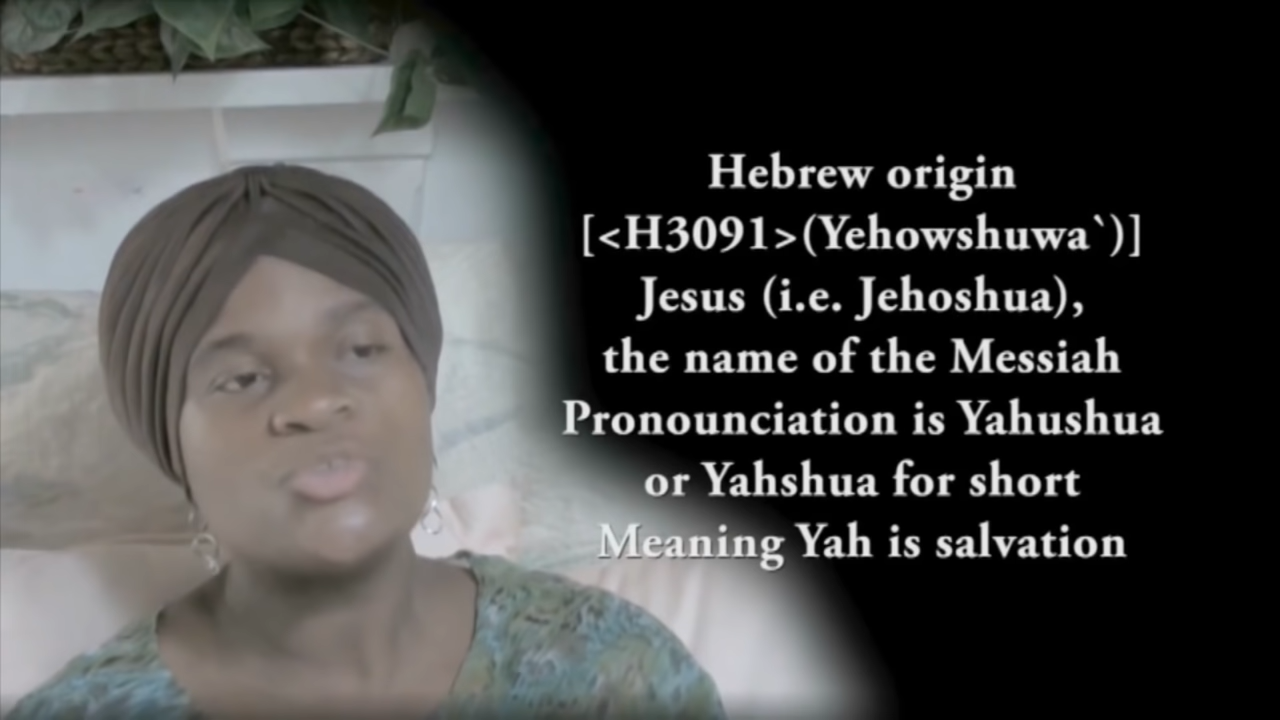 Hebrew origin
[<H3091>(Yehowshuwa`)]
Jesus (i.e. Jehoshua),
the name of the Messiah
Pronounciation is Yahushua
or Yahshua for short
Meaning Yah is salvation